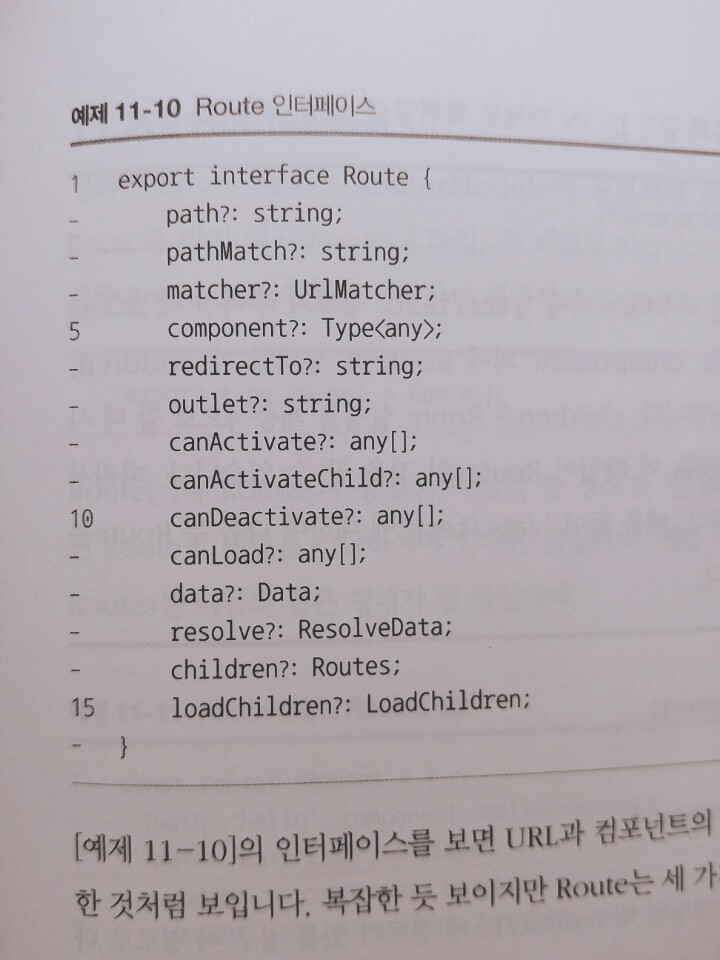 예제 11-10 Route 인터페이스
1 export interface Route {
- path?: string;
- pathMatch?: string;
- matcher?: UrlMatcher;
5 component?: Type<any>;
- redirectTo?: string;
- outlet?: string;
- canActivate?: any[];
- canActivateChild?: any[];
10 canDeactivate?: any[];
- canLoad?: any[];
- data?: Data;
- resolve?: ResolveData;
- children?: Routes;
15 loadChildren?: LoadChildren;
- }
[예제 11-10]의 인터페이스를 보면 URL과 컴포넌트의
한 것처럼 보입니다. 복잡한 듯 보이지만 Route는 세 가